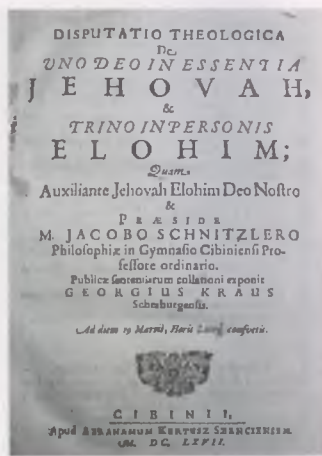 DISPUTATIO THEOLOGICA
De
UNO DEO IN ESSENTIA
JEHOVAH,
&
TRINO IN PERSONIS
ELOHIM;
Quam
Auxiliante Jehovah Elohim Deo Nostro
&
PRÆSIDE
M. JACOBO SCHNITZLERO
Philosophiæ in Gymnasio Cibiniensi Pro-
fessore ordinario.
Publicæ collationi exponit
GEORGIUS KRAUS
Schesburgensis.
Ad diem 19 Martii, Horis consvetis.
CIBINII,
Apud ABRAHAMUM KERTESZ SZENCZIENSEM
M. DC. LXVII.